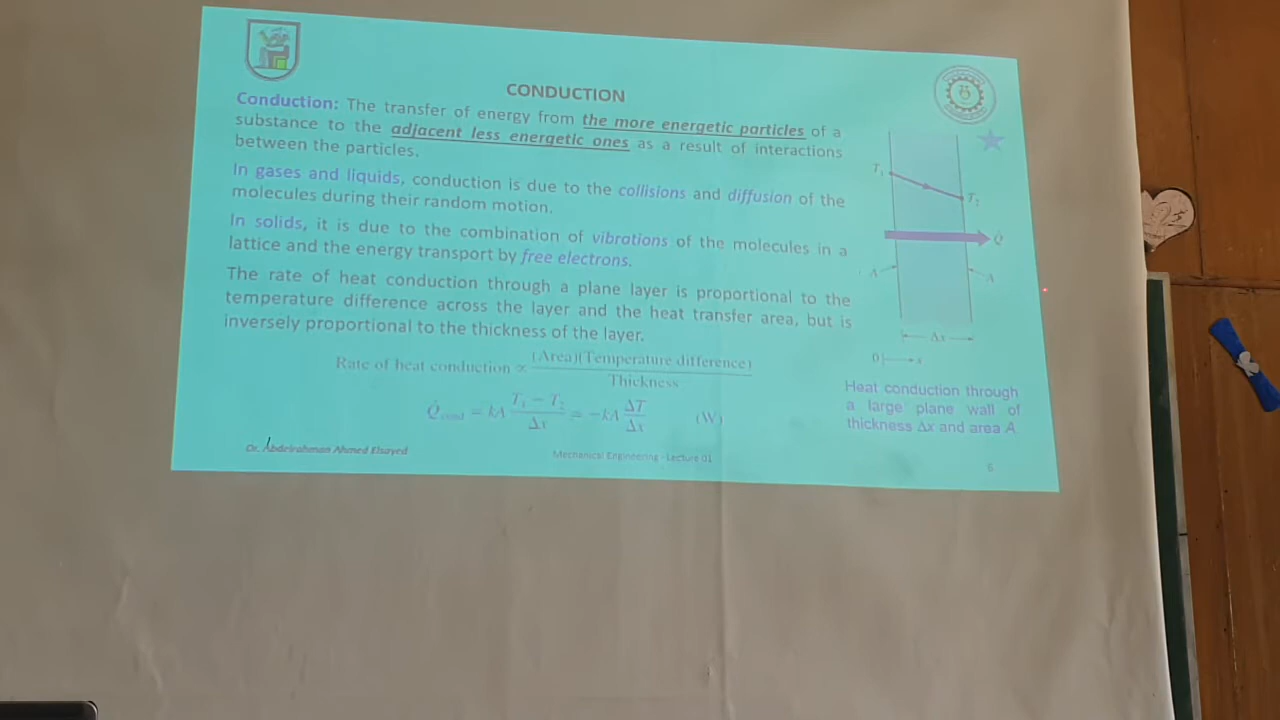 CONDUCTION
Conduction: The transfer of energy from the more energetic particles of a
substance to the adjacent less energetic ones as a result of interactions
between the particles.
In gases and liquids, conduction is due to the collisions and diffusion of the
molecules during their random motion.
In solids, it is due to the combination of vibrations of the molecules in a
lattice and the energy transport by free electrons.
The rate of heat conduction through a plane layer is proportional to the
temperature difference across the layer and the heat transfer area, but is
inversely proportional to the thickness of the layer.
Rate of heat conduction ∝ (Area)(Temperature difference)
Thickness
Q̇cond = kA (T₁ − T₂)/Δx = −kA ΔT/Δx (W)
T₁
T₂
Q̇
A
A
Δx
0 x
Heat conduction through
a large plane wall of
thickness Δx and area A.
Dr. Abdelrahman Ahmed Elsayed
Mechanical Engineering - Lecture 01
6